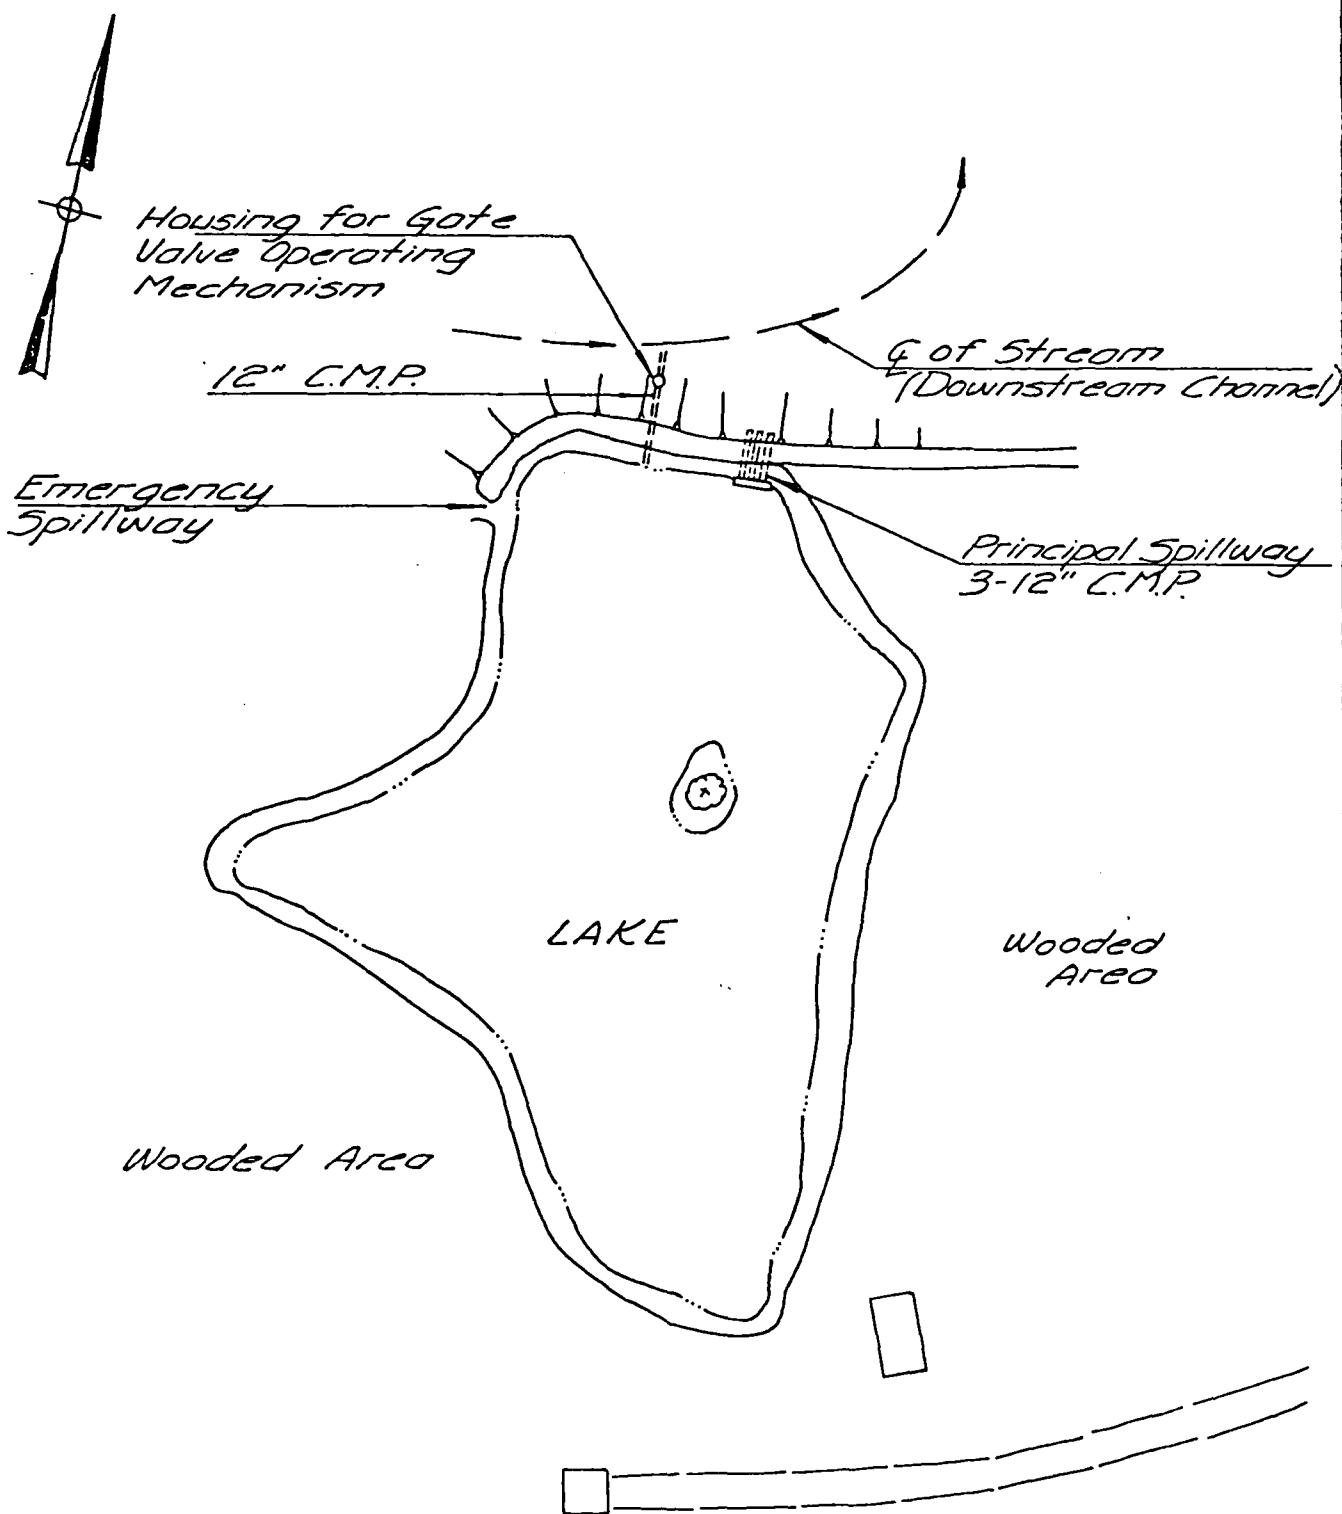 Housing for Gate
Valve Operating
Mechanism
12" C.M.P.
℄ of Stream
(Downstream Channel)
Emergency
Spillway
Principal Spillway
3-12" C.M.P.
LAKE
Wooded
Area
Wooded Area